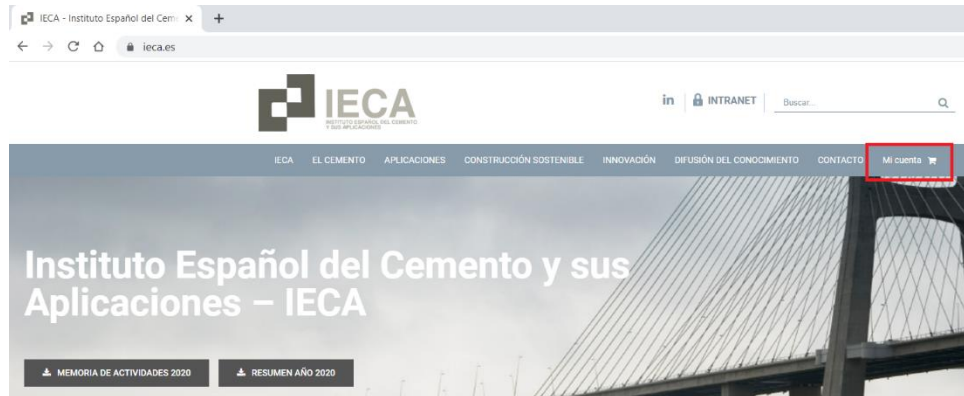 IECA - Instituto Español del Cem
ieca.es
IECA
INSTITUTO ESPAÑOL DEL CEMENTO
Y SUS APLICACIONES
in INTRANET Buscar...
IECA EL CEMENTO APLICACIONES CONSTRUCCIÓN SOSTENIBLE INNOVACIÓN DIFUSIÓN DEL CONOCIMIENTO CONTACTO Mi cuenta
Instituto Español del Cemento y sus
Aplicaciones – IECA
MEMORIA DE ACTIVIDADES 2020 RESUMEN AÑO 2020